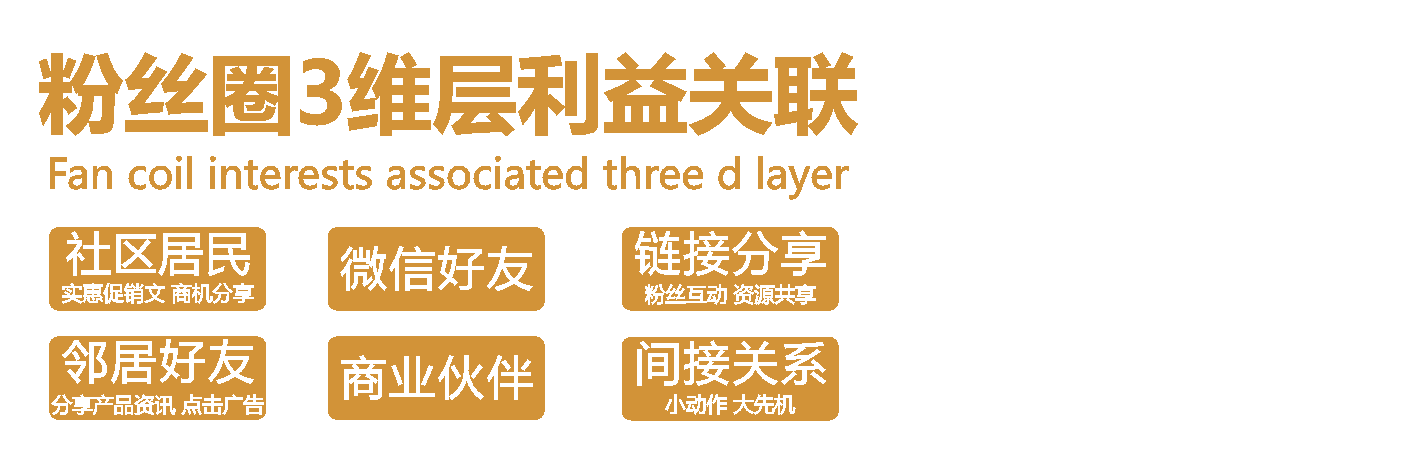 粉丝圈3维层利益关联
Fan coil interests associated three d layer
社区居民
实惠促销文 商机分享
微信好友
链接分享
粉丝互动 资源共享
邻居好友
分享产品资讯 点击广告
商业伙伴
间接关系
小动作 大先机